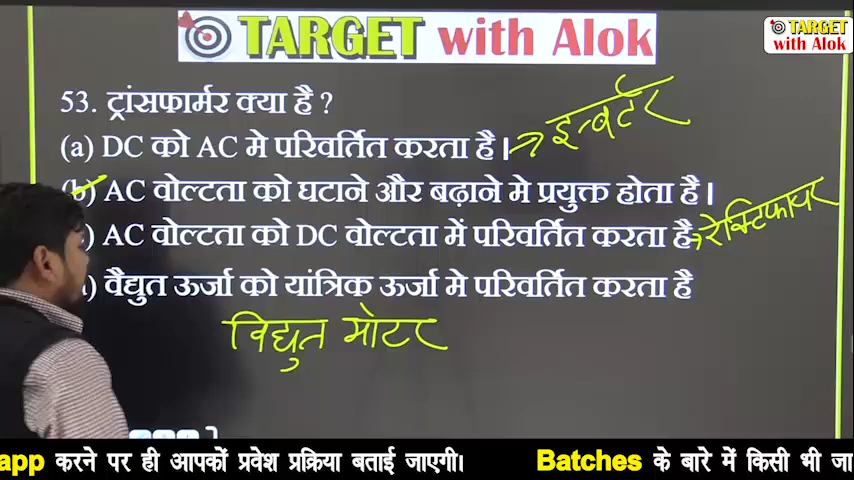 TARGET with Alok
TARGET
with Alok
53. ट्रांसफार्मर क्या है ?
(a) DC को AC मे परिवर्तित करता है। → इन्वर्टर
(b) AC वोल्टता को घटाने और बढ़ाने मे प्रयुक्त होता है।
) AC वोल्टता को DC वोल्टता में परिवर्तित करता है → रेक्टिफायर
) वैद्युत ऊर्जा को यांत्रिक ऊर्जा मे परिवर्तित करता है
विद्युत मोटर
app करने पर ही आपकों प्रवेश प्रक्रिया बताई जाएगी। Batches के बारे में किसी भी जा